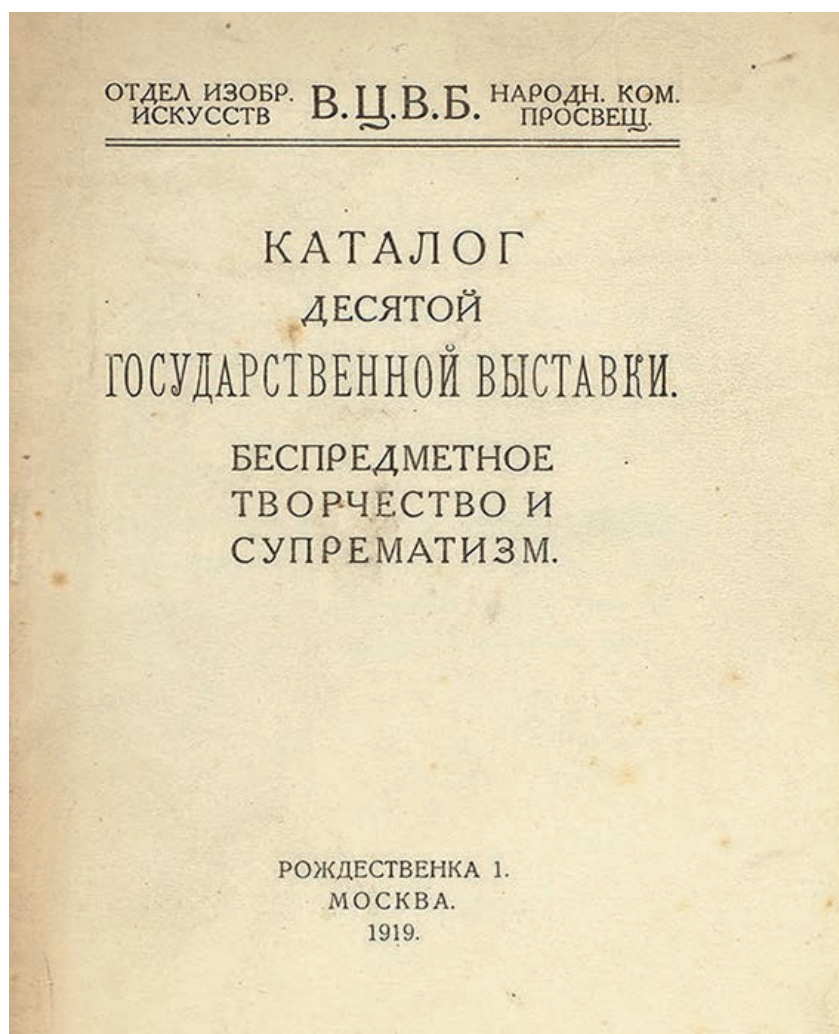 ОТДЕЛ ИЗОБР.
ИСКУССТВ
В.Ц.В.Б.
НАРОДН. КОМ.
ПРОСВЕЩ.
КАТАЛОГ
ДЕСЯТОЙ
ГОСУДАРСТВЕННОЙ ВЫСТАВКИ.
БЕСПРЕДМЕТНОЕ
ТВОРЧЕСТВО И
СУПРЕМАТИЗМ.
РОЖДЕСТВЕНКА 1.
МОСКВА.
1919.